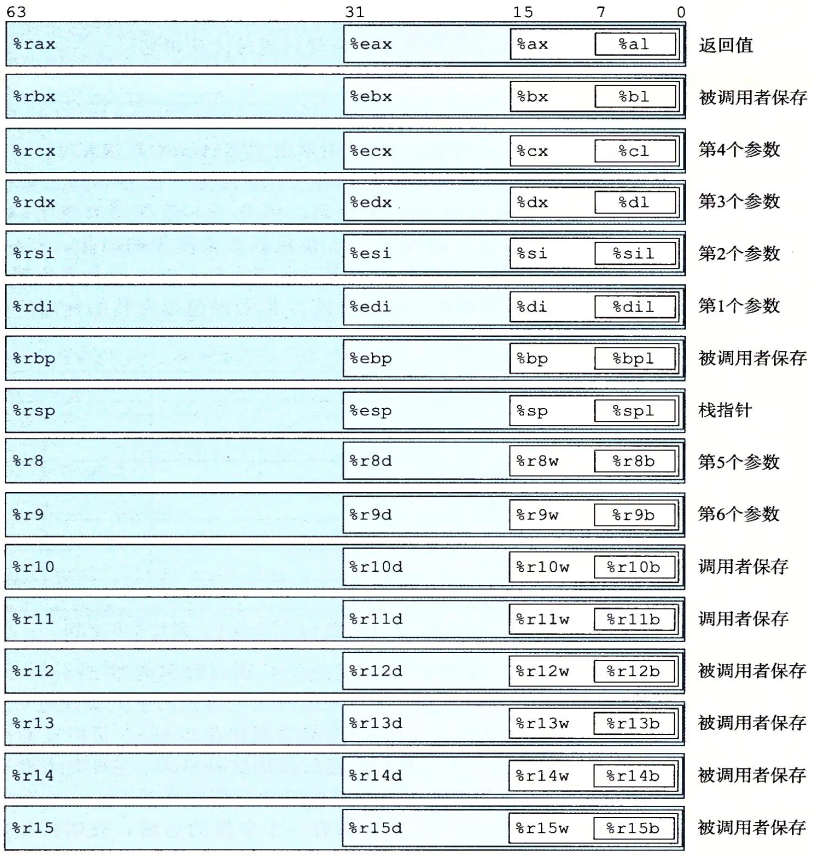 63 31 15 7 0
%rax %eax %ax %al 返回值
%rbx %ebx %bx %bl 被调用者保存
%rcx %ecx %cx %cl 第4个参数
%rdx %edx %dx %dl 第3个参数
%rsi %esi %si %sil 第2个参数
%rdi %edi %di %dil 第1个参数
%rbp %ebp %bp %bpl 被调用者保存
%rsp %esp %sp %spl 栈指针
%r8 %r8d %r8w %r8b 第5个参数
%r9 %r9d %r9w %r9b 第6个参数
%r10 %r10d %r10w %r10b 调用者保存
%r11 %r11d %r11w %r11b 调用者保存
%r12 %r12d %r12w %r12b 被调用者保存
%r13 %r13d %r13w %r13b 被调用者保存
%r14 %r14d %r14w %r14b 被调用者保存
%r15 %r15d %r15w %r15b 被调用者保存